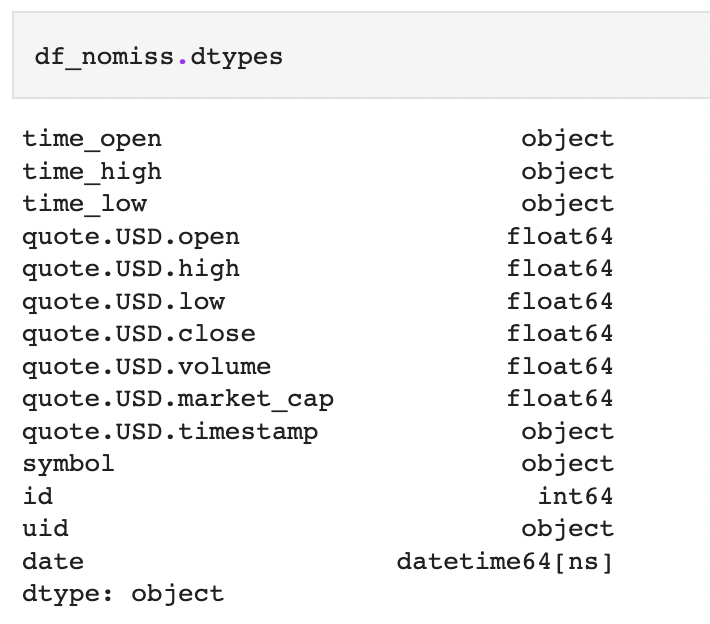 df_nomiss.dtypes
time_open object
time_high object
time_low object
quote.USD.open float64
quote.USD.high float64
quote.USD.low float64
quote.USD.close float64
quote.USD.volume float64
quote.USD.market_cap float64
quote.USD.timestamp object
symbol object
id int64
uid object
date datetime64[ns]
dtype: object